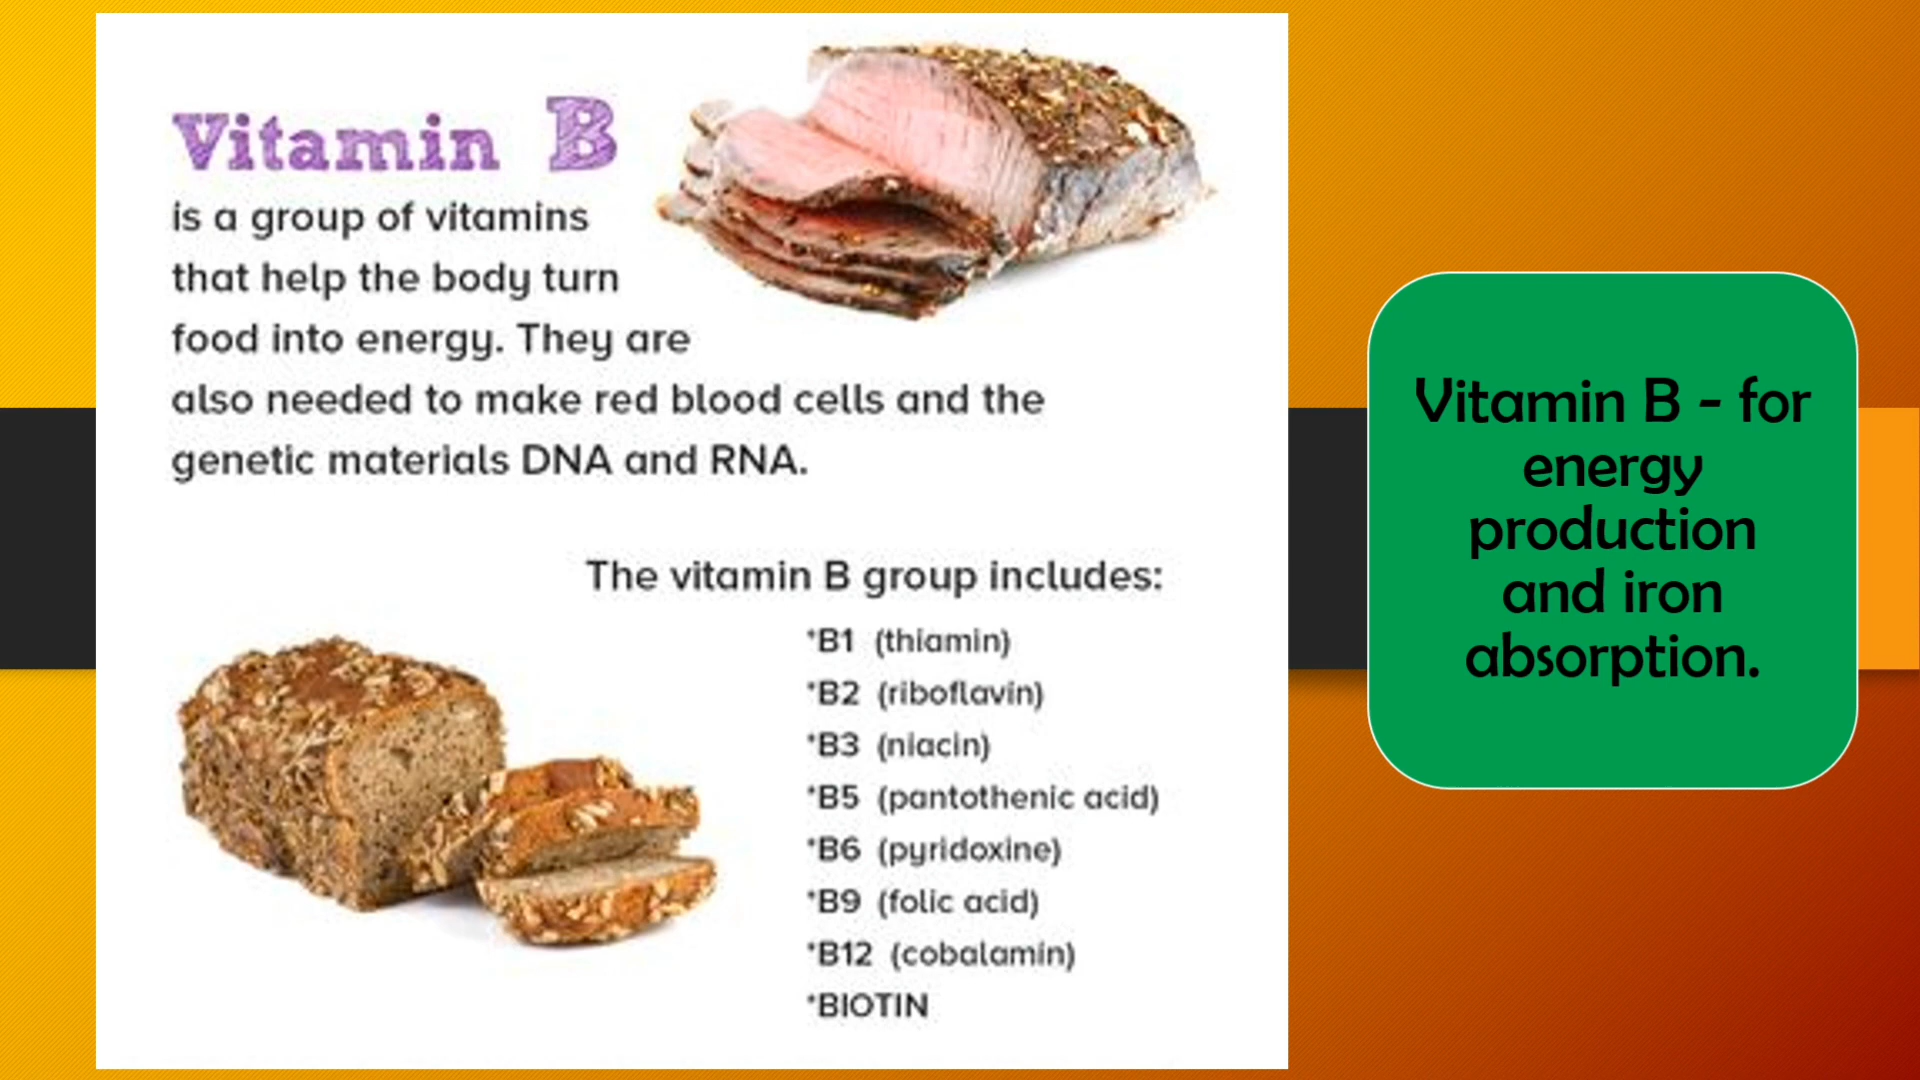 Vitamin B
is a group of vitamins
that help the body turn
food into energy. They are
also needed to make red blood cells and the
genetic materials DNA and RNA.
The vitamin B group includes:
*B1 (thiamin)
*B2 (riboflavin)
*B3 (niacin)
*B5 (pantothenic acid)
*B6 (pyridoxine)
*B9 (folic acid)
*B12 (cobalamin)
*BIOTIN
Vitamin B - for
energy
production
and iron
absorption.